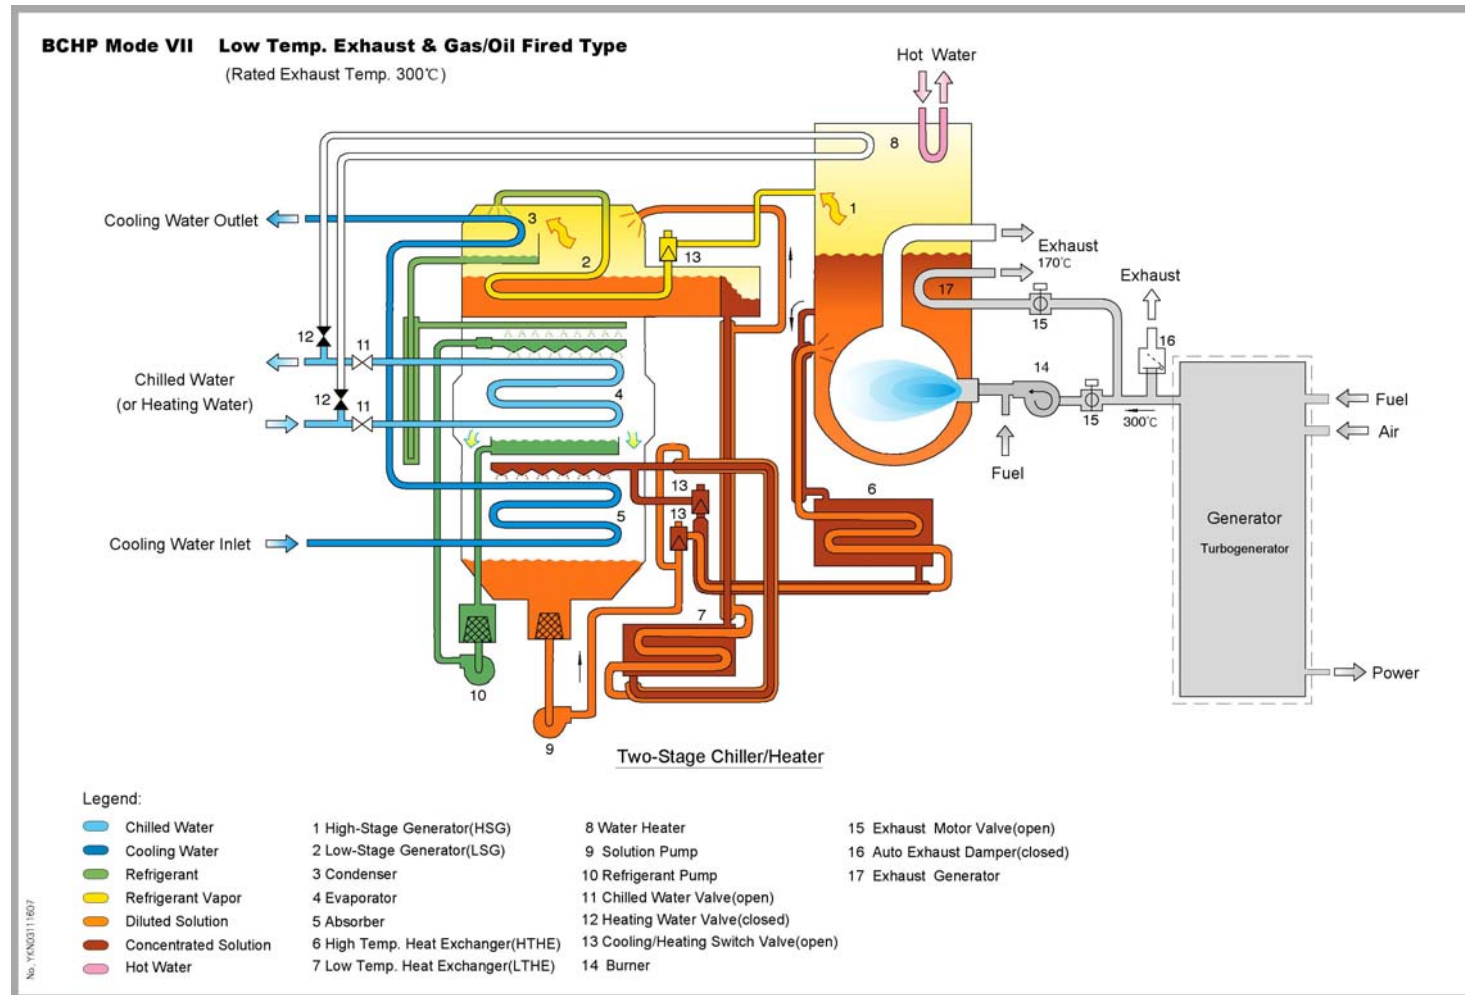 BCHP Mode VII Low Temp. Exhaust & Gas/Oil Fired Type
(Rated Exhaust Temp. 300℃)
Hot Water
8
1
Cooling Water Outlet
3
2
13
Exhaust
170℃
Exhaust
17
15
16
12
11
Chilled Water
(or Heating Water)
12
11
4
14
15
300℃
Fuel
Air
Fuel
13
13
6
5
Cooling Water Inlet
Generator
Turbogenerator
7
10
9
Power
Two-Stage Chiller/Heater
Legend:
Chilled Water
Cooling Water
Refrigerant
Refrigerant Vapor
Diluted Solution
Concentrated Solution
Hot Water
1 High-Stage Generator(HSG)
2 Low-Stage Generator(LSG)
3 Condenser
4 Evaporator
5 Absorber
6 High Temp. Heat Exchanger(HTHE)
7 Low Temp. Heat Exchanger(LTHE)
8 Water Heater
9 Solution Pump
10 Refrigerant Pump
11 Chilled Water Valve(open)
12 Heating Water Valve(closed)
13 Cooling/Heating Switch Valve(open)
14 Burner
15 Exhaust Motor Valve(open)
16 Auto Exhaust Damper(closed)
17 Exhaust Generator
No. YKN03111607